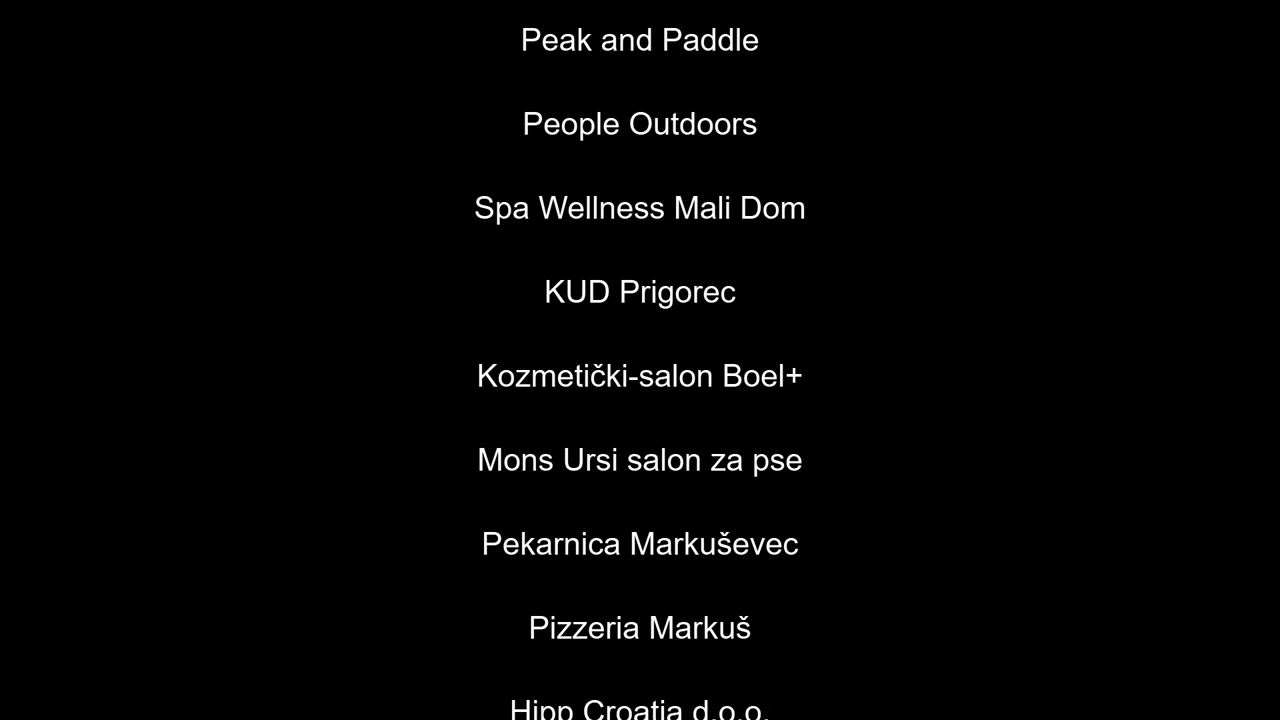 Peak and Paddle
People Outdoors
Spa Wellness Mali Dom
KUD Prigorec
Kozmetički-salon Boel+
Mons Ursi salon za pse
Pekarnica Markuševec
Pizzeria Markuš
Hipp Croatia d.o.o.